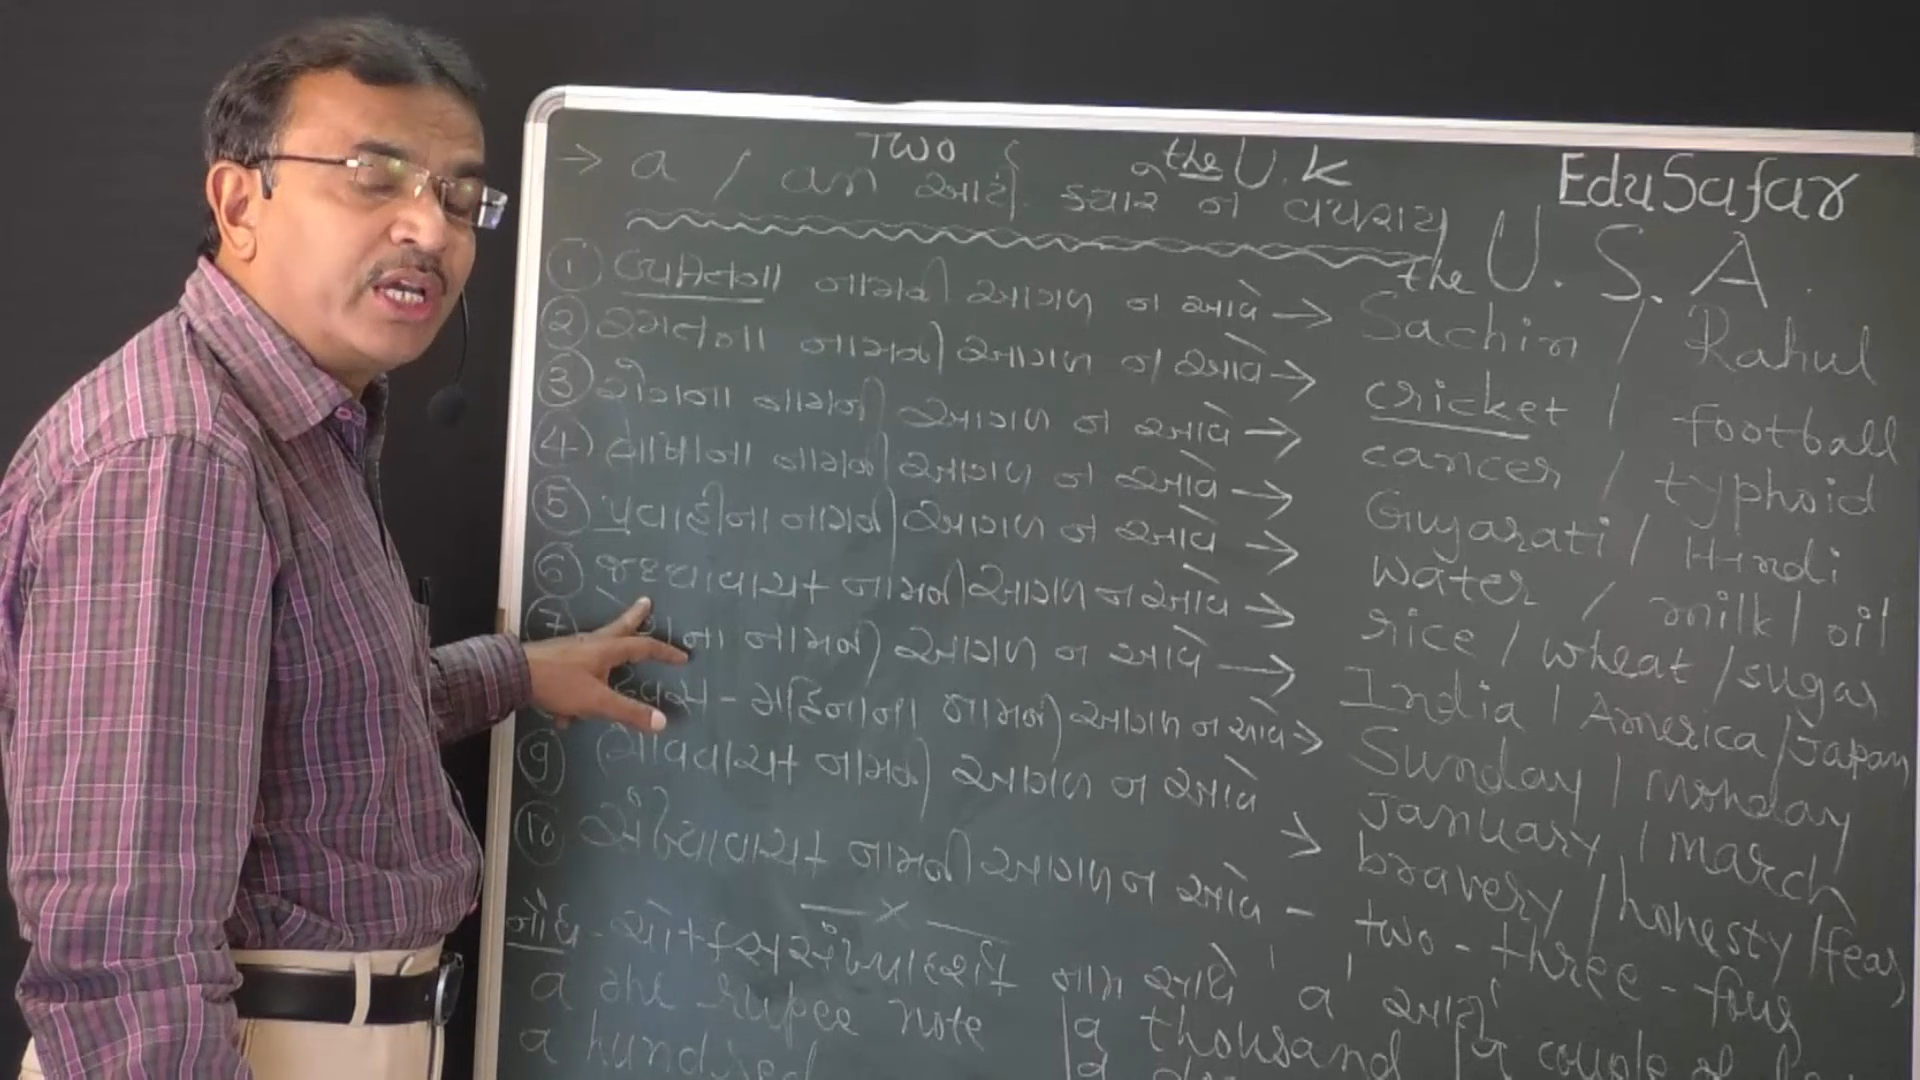 TWO the U.K EduSafar
→ a / an આર્ટી. ક્યારે ન વપરાય
the U.S.A.
① વ્યક્તિના નામની આગળ ન આવે → Sachin / Rahul
② રમતના નામની આગળ ન આવે → cricket / football
③ રોગના નામની આગળ ન આવે → cancer / typhoid
④ ભાષાના નામની આગળ ન આવે → Gujarati / Hindi
⑤ પ્રવાહીના નામની આગળ ન આવે → water / milk / oil
⑥ જથ્થાવાચક નામની આગળ ન આવે → rice / wheat / sugar
⑦ ના નામની આગળ ન આવે → India / America / Japan
દિવસ - મહિનાના નામની આગળ ન આવે → Sunday / Monday
January / March
⑨ ભાવવાચક નામની આગળ ન આવે → bravery / honesty / fear
⑩ સંખ્યાવાચક નામની આગળ ન આવે - two - three - four
નોંધ - ચોક્કસ સંખ્યાદર્શક નામ સાથે 'a' આર્ટી
a one rupee note | a thousand | a couple of
a hundred